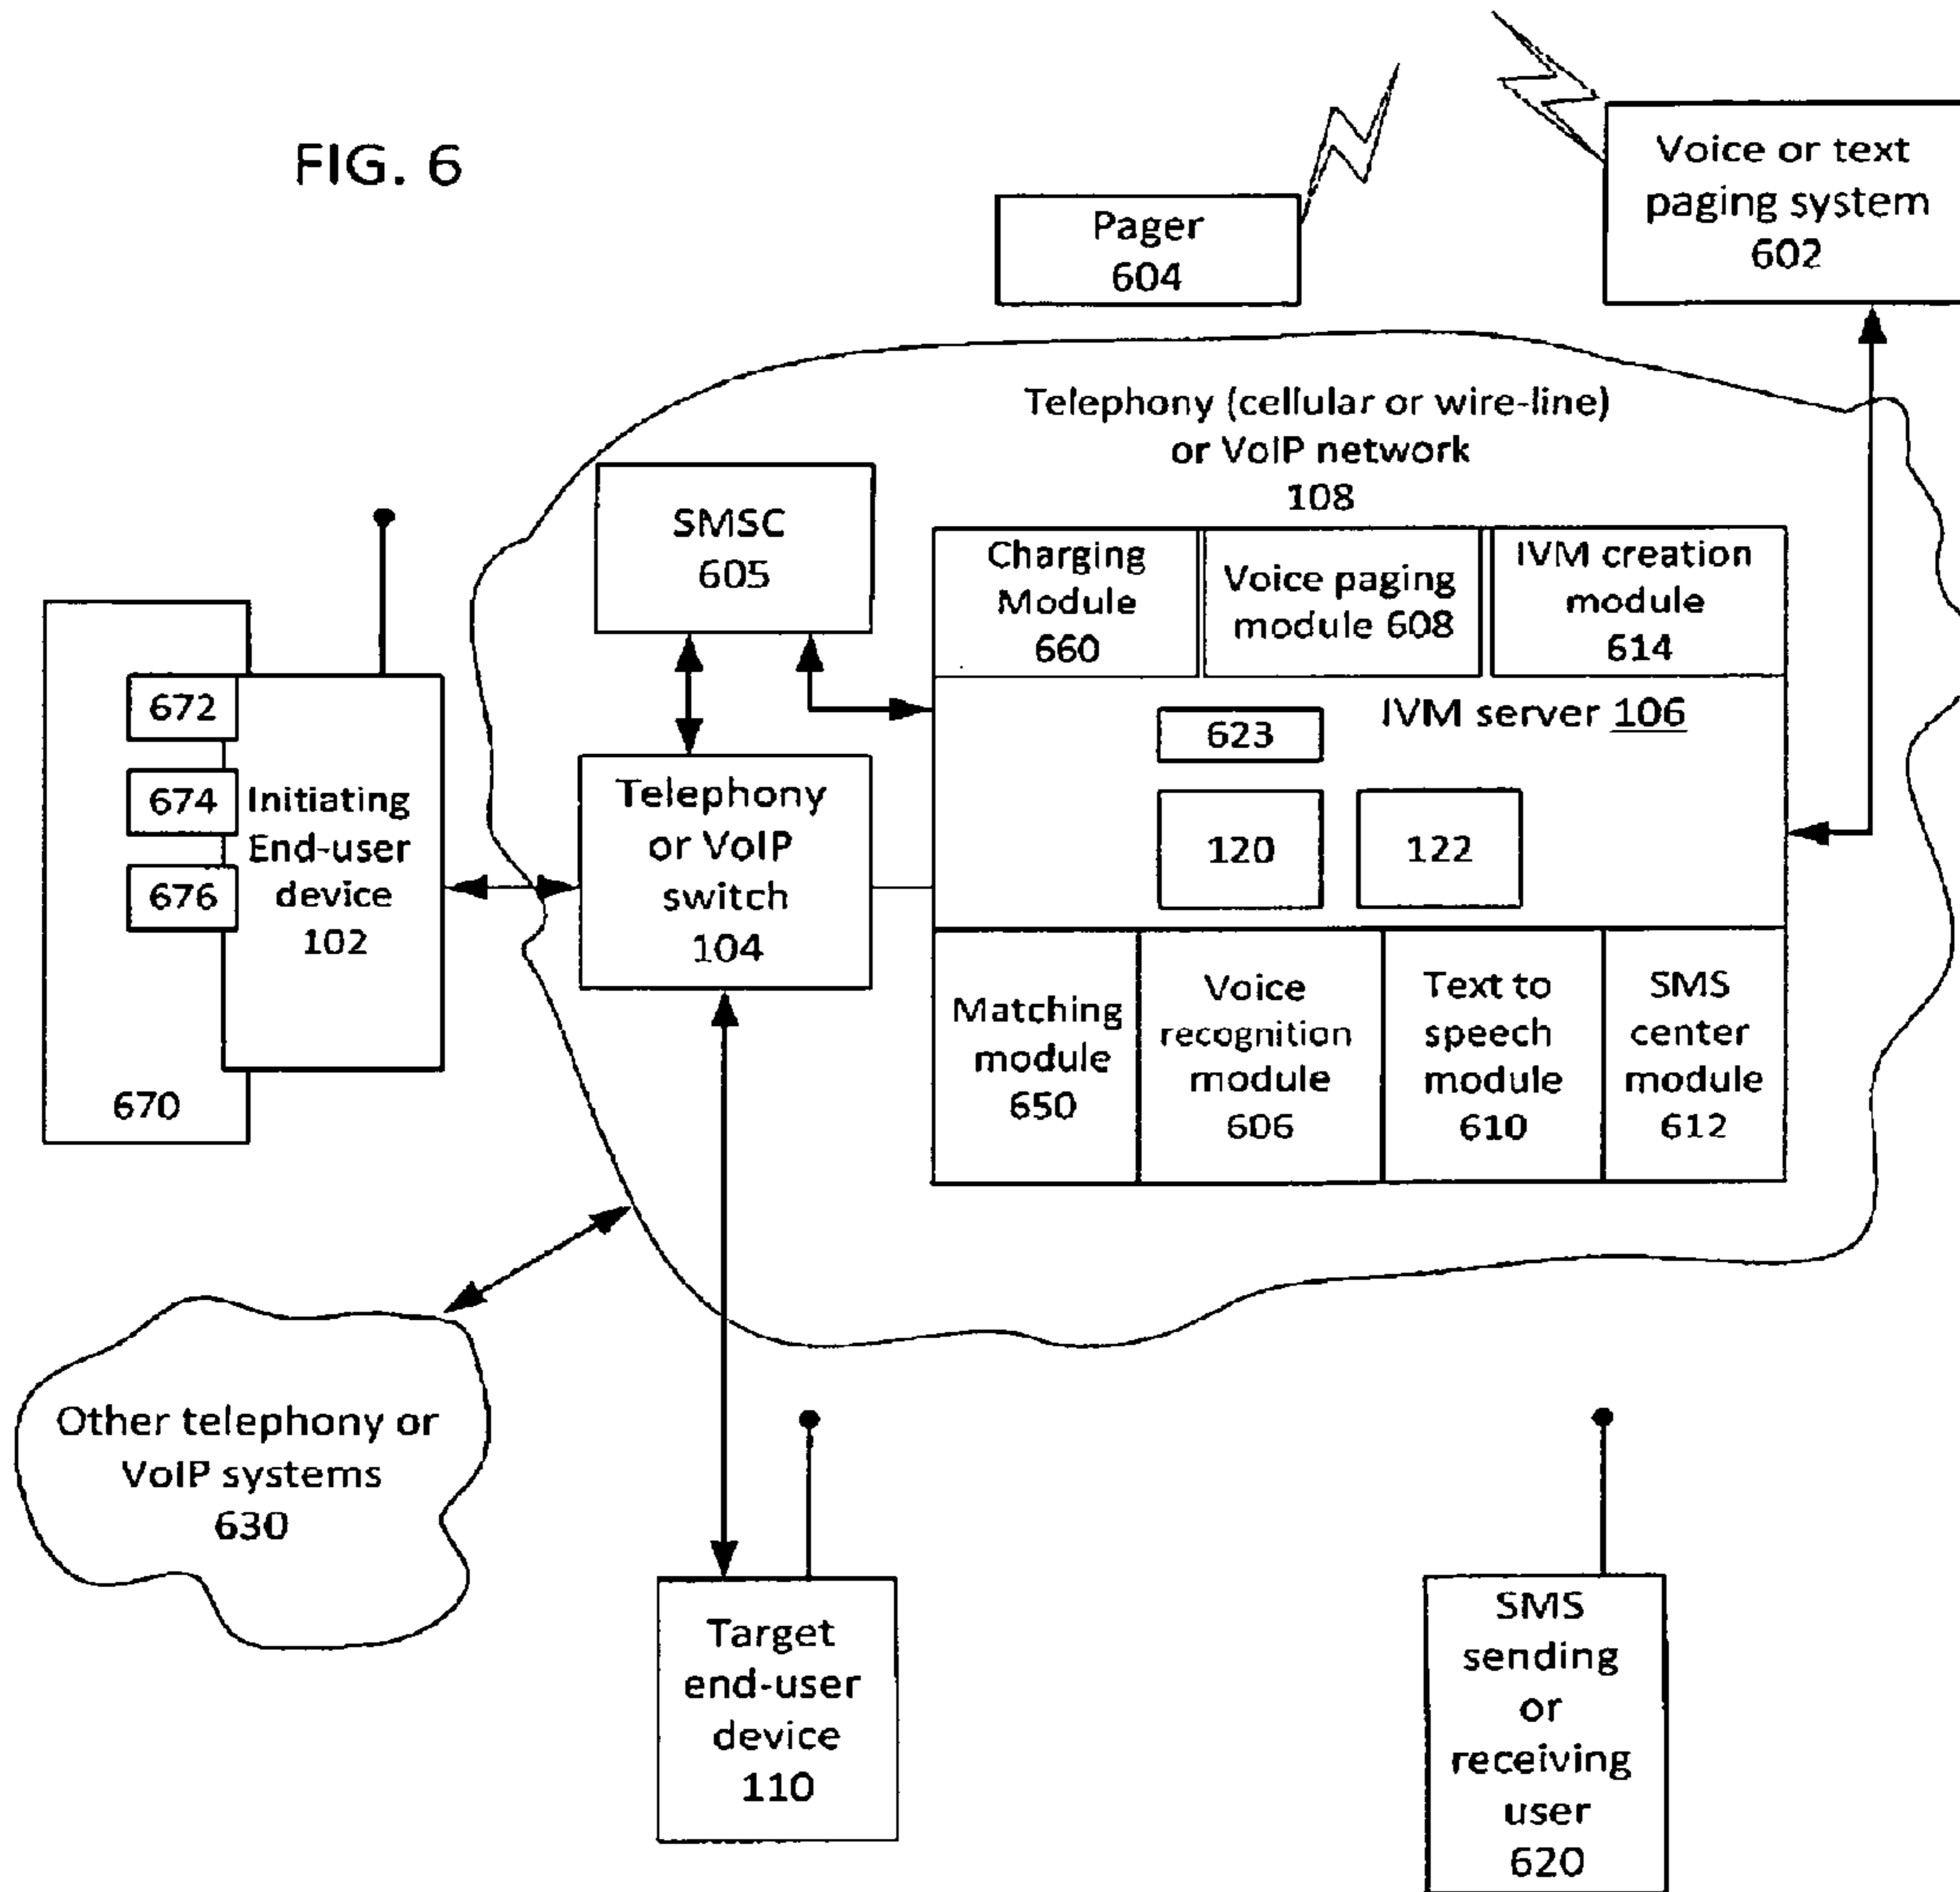 FIG. 6
Voice or text
paging system
602
Pager
604
Telephony (cellular or wire-line)
or VoIP network
108
SMSC
605
Charging
Module
660
Voice paging
module 608
IVM creation
module
614
IVM server 106
623
120
122
672
674
676
Initiating
End-user
device
102
670
Telephony
or VoIP
switch
104
Matching
module
650
Voice
recognition
module
606
Text to
speech
module
610
SMS
center
module
612
Other telephony or
VoIP systems
630
Target
end-user
device
110
SMS
sending
or
receiving
user
620